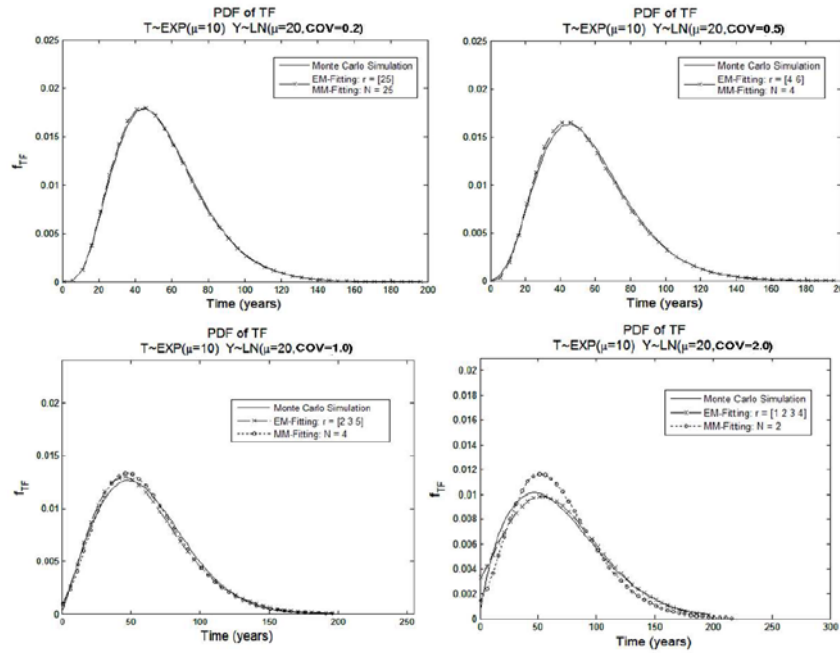 PDF of TF
T~EXP(μ=10) Y~LN(μ=20,COV=0.2)
0.025
0.02
0.015
0.01
0.005
0
f_TF
Monte Carlo Simulation
EM-Fitting: r = [25]
MM-Fitting: N = 25
0 20 40 60 80 100 120 140 160 180 200
Time (years)
PDF of TF
T~EXP(μ=10) Y~LN(μ=20,COV=0.5)
0.025
0.02
0.015
0.01
0.005
0
f_TF
Monte Carlo Simulation
EM-Fitting: r = [4 6]
MM-Fitting: N = 4
0 20 40 60 80 100 120 140 160 180 200
Time (years)
PDF of TF
T~EXP(μ=10) Y~LN(μ=20,COV=1.0)
0.025
0.02
0.015
0.01
0.005
0
f_TF
Monte Carlo Simulation
EM-Fitting: r = [2 3 5]
MM-Fitting: N = 4
0 50 100 150 200 250
Time (years)
PDF of TF
T~EXP(μ=10) Y~LN(μ=20,COV=2.0)
0.02
0.018
0.016
0.014
0.012
0.01
0.008
0.006
0.004
0.002
0
f_TF
Monte Carlo Simulation
EM-Fitting: r = [1 2 3 4]
MM-Fitting: N = 2
0 50 100 150 200 300
Time (years)